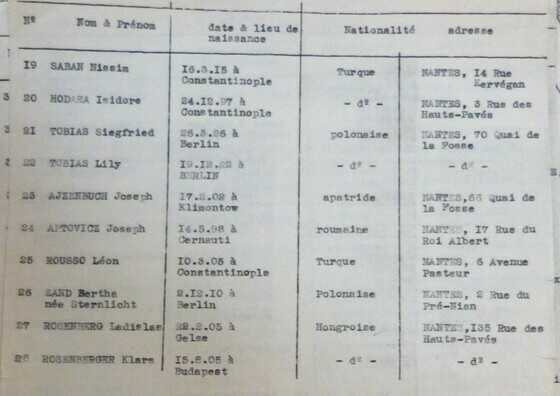 Nº Nom & Prénom date & lieu de naissance Nationalité adresse
19 SABAN Nissim 16.3.15 à Turque NANTES, 14 Rue
Constantinople Kervégan
20 HODARA Isidore 24.12.97 à - dº - NANTES, 3 Rue des
Constantinople Hauts-Pavés
21 TOBIAS Siegfried 26.3.26 à polonaise NANTES, 70 Quai de
Berlin la Fosse
22 TOBIAS Lily 19.12.22 à - dº - - dº -
BERLIN
23 AJZENBUCH Joseph 17.2.02 à apatride NANTES, 66 Quai de
Klimontow la Fosse
24 APTOVICZ Joseph 14.5.98 à roumaine NANTES, 17 Rue du
Cernauti Roi Albert
25 ROUSSO Léon 10.3.05 à Turque NANTES, 6 Avenue
Constantinople Pasteur
26 ZAND Bertha 2.12.10 à Polonaise NANTES, 2 Rue du
née Sternlicht Berlin Pré-Nian
27 ROSENBERG Ladislas 22.2.05 à Hongroise NANTES, 135 Rue des
Gelse Hauts-Pavés
28 ROSENBERGER Klara 15.8.05 à - dº - - dº -
Budapest